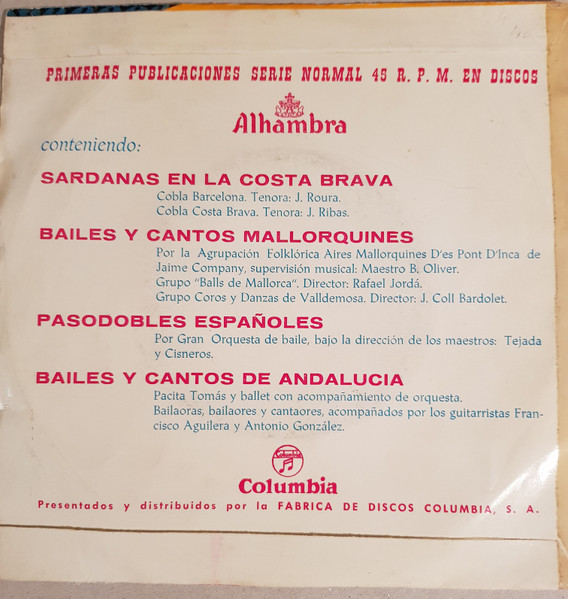 PRIMERAS PUBLICACIONES SERIE NORMAL 45 R. P. M. EN DISCOS
Alhambra
conteniendo:
SARDANAS EN LA COSTA BRAVA
Cobla Barcelona. Tenora: J. Roura.
Cobla Costa Brava. Tenora: J. Ribas.
BAILES Y CANTOS MALLORQUINES
Por la Agrupación Folklórica Aires Mallorquines D'es Pont D'Inca de
Jaime Company, supervisión musical: Maestro B. Oliver.
Grupo "Balls de Mallorca". Director: Rafael Jordá.
Grupo Coros y Danzas de Valldemosa. Director: J. Coll Bardolet.
PASODOBLES ESPAÑOLES
Por Gran Orquesta de baile, bajo la dirección de los maestros: Tejada
y Cisneros.
BAILES Y CANTOS DE ANDALUCIA
Pacita Tomás y ballet con acompañamiento de orquesta.
Bailaoras, bailaores y cantaores, acompañados por los guitarristas Fran-
cisco Aguilera y Antonio González.
Columbia
Columbia
Presentados y distribuidos por la FABRICA DE DISCOS COLUMBIA, S. A.